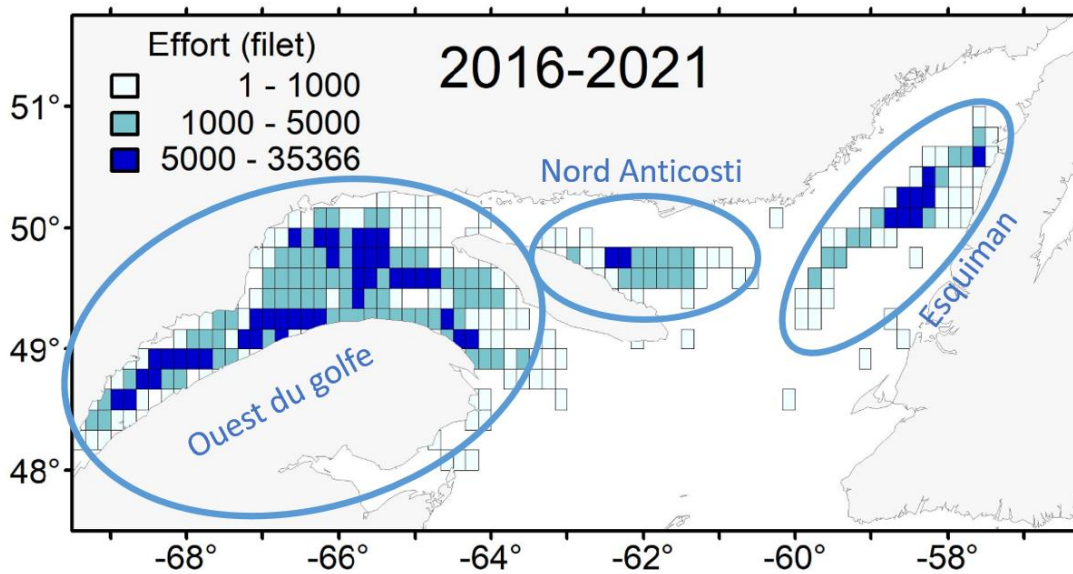 Effort (filet)
1 - 1000
1000 - 5000
5000 - 35366
2016-2021
51°
50°
49°
48°
Nord Anticosti
Esquiman
Ouest du golfe
-68°
-66°
-64°
-62°
-60°
-58°